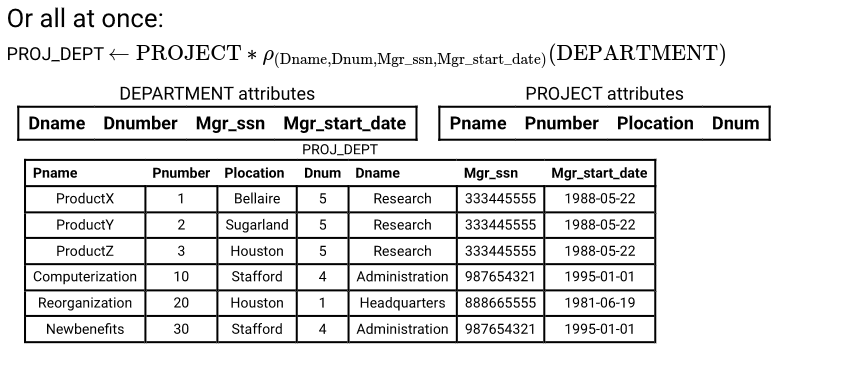 Or all at once:
PROJ_DEPT ← PROJECT * ρ(Dname,Dnum,Mgr_ssn,Mgr_start_date)(DEPARTMENT)
DEPARTMENT attributes PROJECT attributes
Dname Dnumber Mgr_ssn Mgr_start_date Pname Pnumber Plocation Dnum
PROJ_DEPT
Pname Pnumber Plocation Dnum Dname Mgr_ssn Mgr_start_date
ProductX 1 Bellaire 5 Research 333445555 1988-05-22
ProductY 2 Sugarland 5 Research 333445555 1988-05-22
ProductZ 3 Houston 5 Research 333445555 1988-05-22
Computerization 10 Stafford 4 Administration 987654321 1995-01-01
Reorganization 20 Houston 1 Headquarters 888665555 1981-06-19
Newbenefits 30 Stafford 4 Administration 987654321 1995-01-01